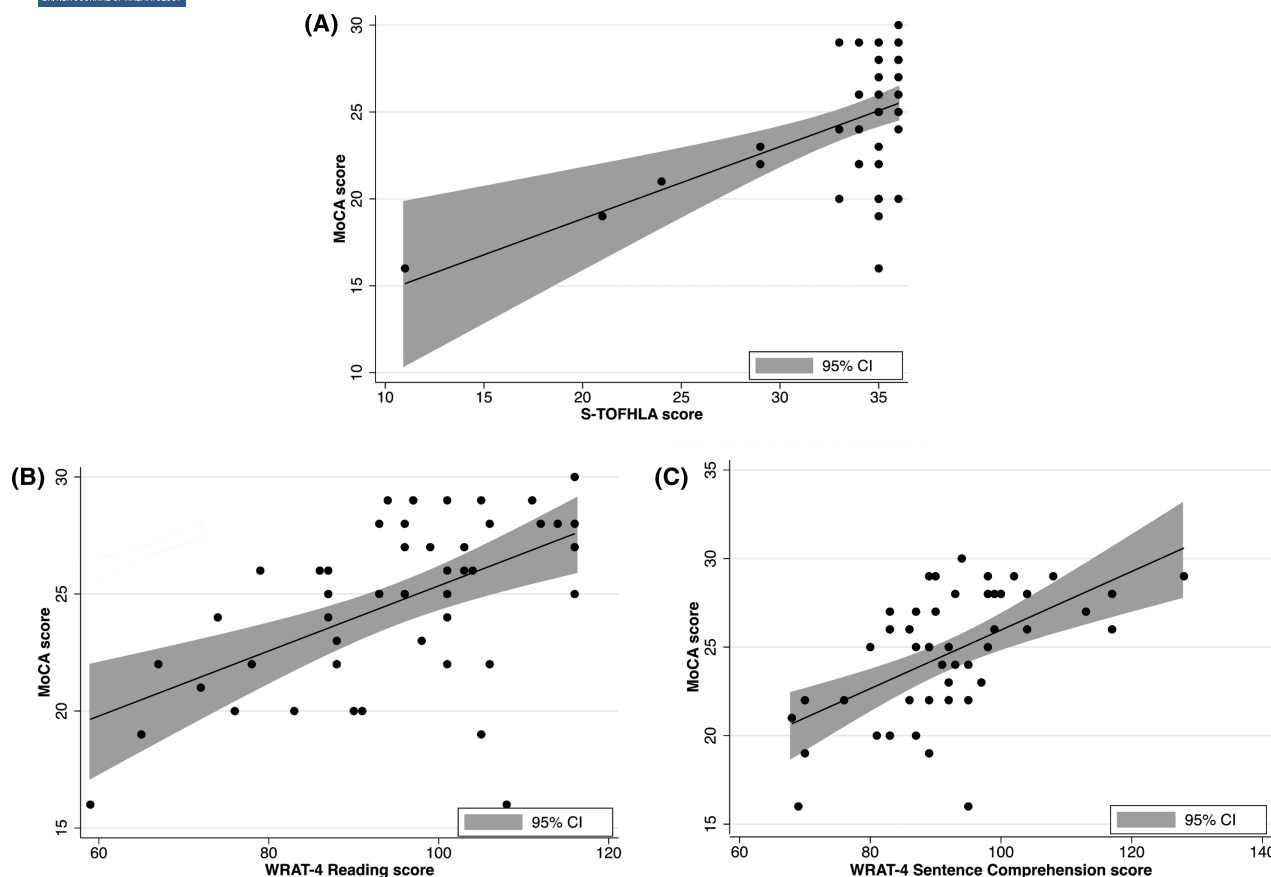 (A)
30
25
20
15
10
MoCA score
95% CI
10 15 20 25 30 35
S-TOFHLA score
(B)
30
25
20
15
MoCA score
95% CI
60 80 100 120
WRAT-4 Reading score
(C)
35
30
25
20
15
MoCA score
95% CI
60 80 100 120 140
WRAT-4 Sentence Comprehension score